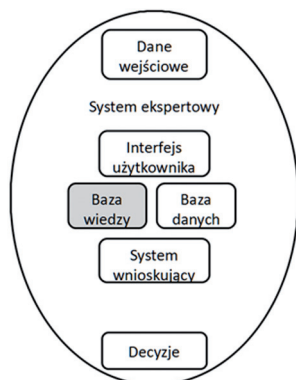 Dane
wejściowe
System ekspertowy
Interfejs
użytkownika
Baza
wiedzy
Baza
danych
System
wnioskujący
Decyzje